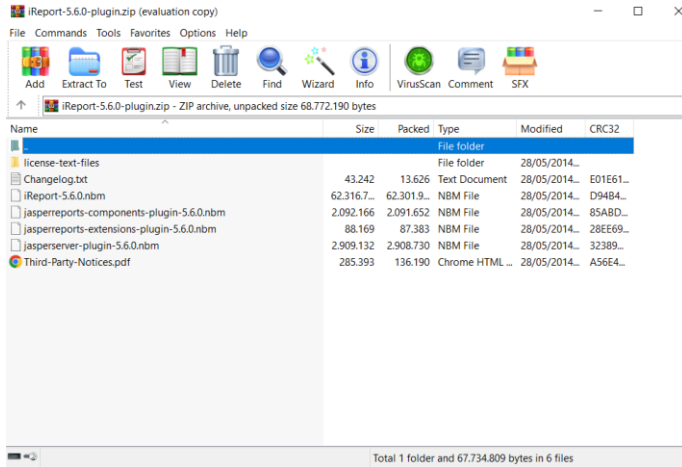 iReport-5.6.0-plugin.zip (evaluation copy)
File Commands Tools Favorites Options Help
Add Extract To Test View Delete Find Wizard Info VirusScan Comment SFX
iReport-5.6.0-plugin.zip - ZIP archive, unpacked size 68.772.190 bytes
Name Size Packed Type Modified CRC32
.. File folder
license-text-files File folder 28/05/2014...
Changelog.txt 43.242 13.626 Text Document 28/05/2014... E01E61...
iReport-5.6.0.nbm 62.316.7... 62.301.9... NBM File 28/05/2014... D94B4...
jasperreports-components-plugin-5.6.0.nbm 2.092.166 2.091.652 NBM File 28/05/2014... 85ABD...
jasperreports-extensions-plugin-5.6.0.nbm 88.169 87.383 NBM File 28/05/2014... 28EE69...
jasperserver-plugin-5.6.0.nbm 2.909.132 2.908.730 NBM File 28/05/2014... 32389...
Third-Party-Notices.pdf 285.393 136.190 Chrome HTML ... 28/05/2014... A56E4...
Total 1 folder and 67.734.809 bytes in 6 files